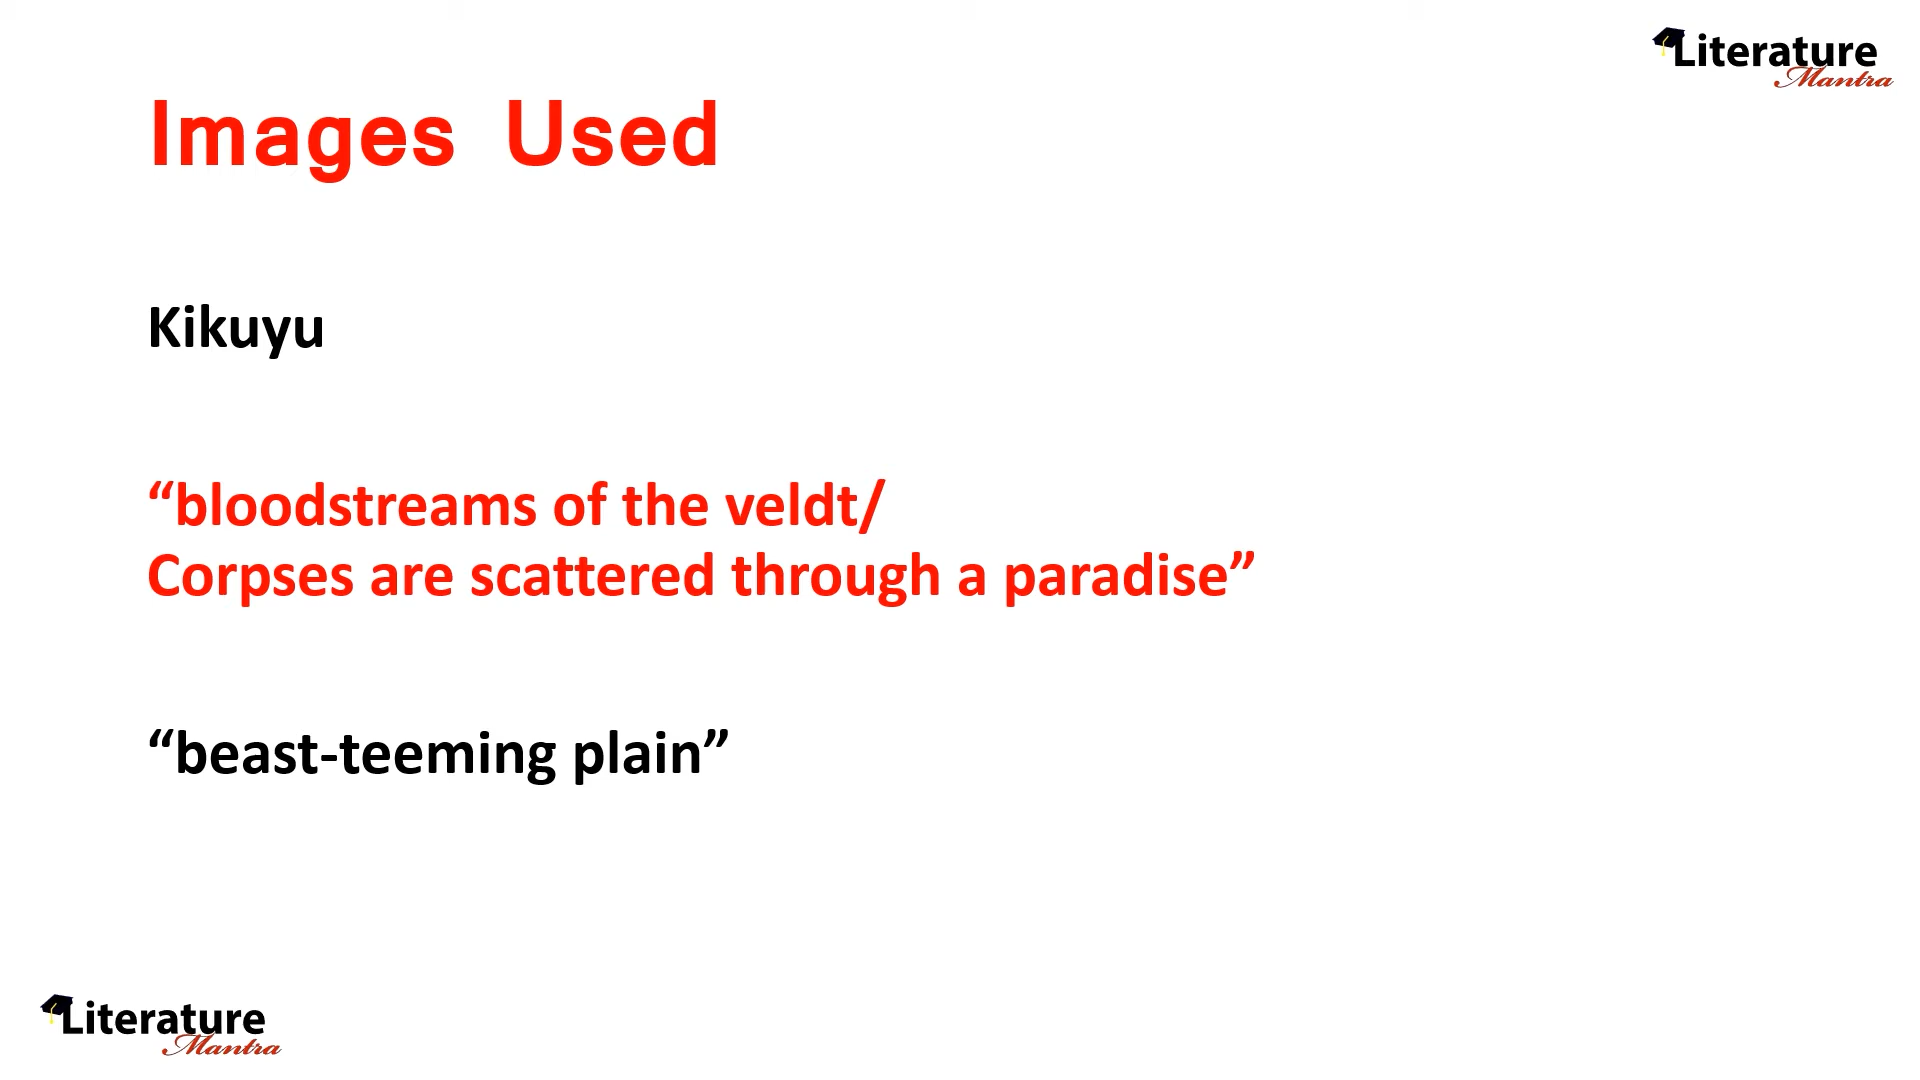 Literature
Mantra
Images Used
Kikuyu
“bloodstreams of the veldt/
Corpses are scattered through a paradise”
“beast-teeming plain”
Literature
Mantra